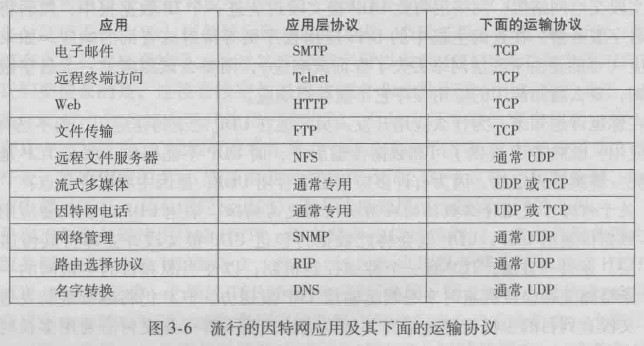 应用 应用层协议 下面的运输协议
电子邮件 SMTP TCP
远程终端访问 Telnet TCP
Web HTTP TCP
文件传输 FTP TCP
远程文件服务器 NFS 通常 UDP
流式多媒体 通常专用 UDP 或 TCP
因特网电话 通常专用 UDP 或 TCP
网络管理 SNMP 通常 UDP
路由选择协议 RIP 通常 UDP
名字转换 DNS 通常 UDP
图 3-6 流行的因特网应用及其下面的运输协议